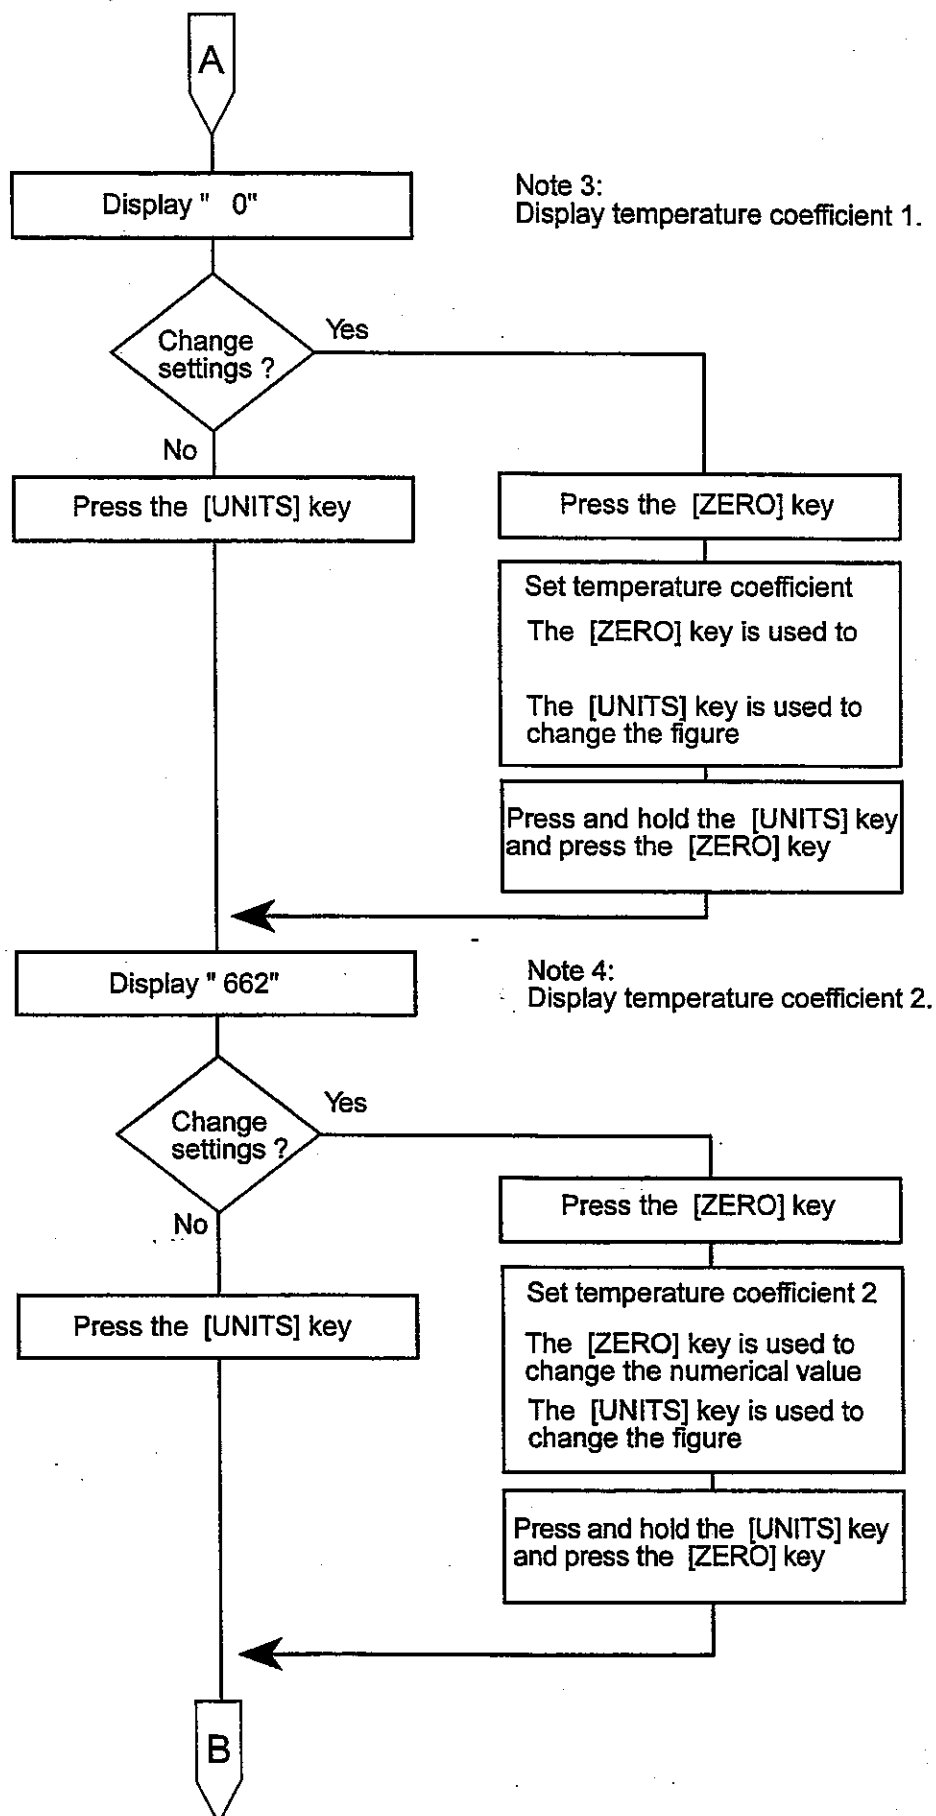 A
Display "   0"
Note 3:
Display temperature coefficient 1.
Change
settings ?
Yes
No
Press the [UNITS] key
Press the [ZERO] key
Set temperature coefficient
The [ZERO] key is used to
The [UNITS] key is used to
change the figure
Press and hold the [UNITS] key
and press the [ZERO] key
Display " 662"
Note 4:
Display temperature coefficient 2.
Change
settings ?
Yes
No
Press the [UNITS] key
Press the [ZERO] key
Set temperature coefficient 2
The [ZERO] key is used to
change the numerical value
The [UNITS] key is used to
change the figure
Press and hold the [UNITS] key
and press the [ZERO] key
B